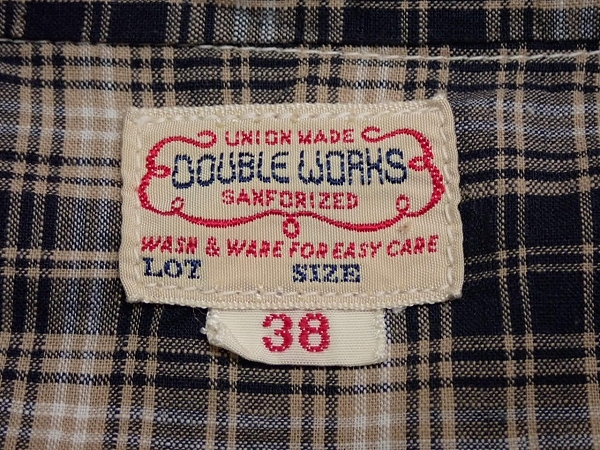 UNION MADE
DOUBLE WORKS
SANFORIZED
WASH & WARE FOR EASY CARE
LOT SIZE
38